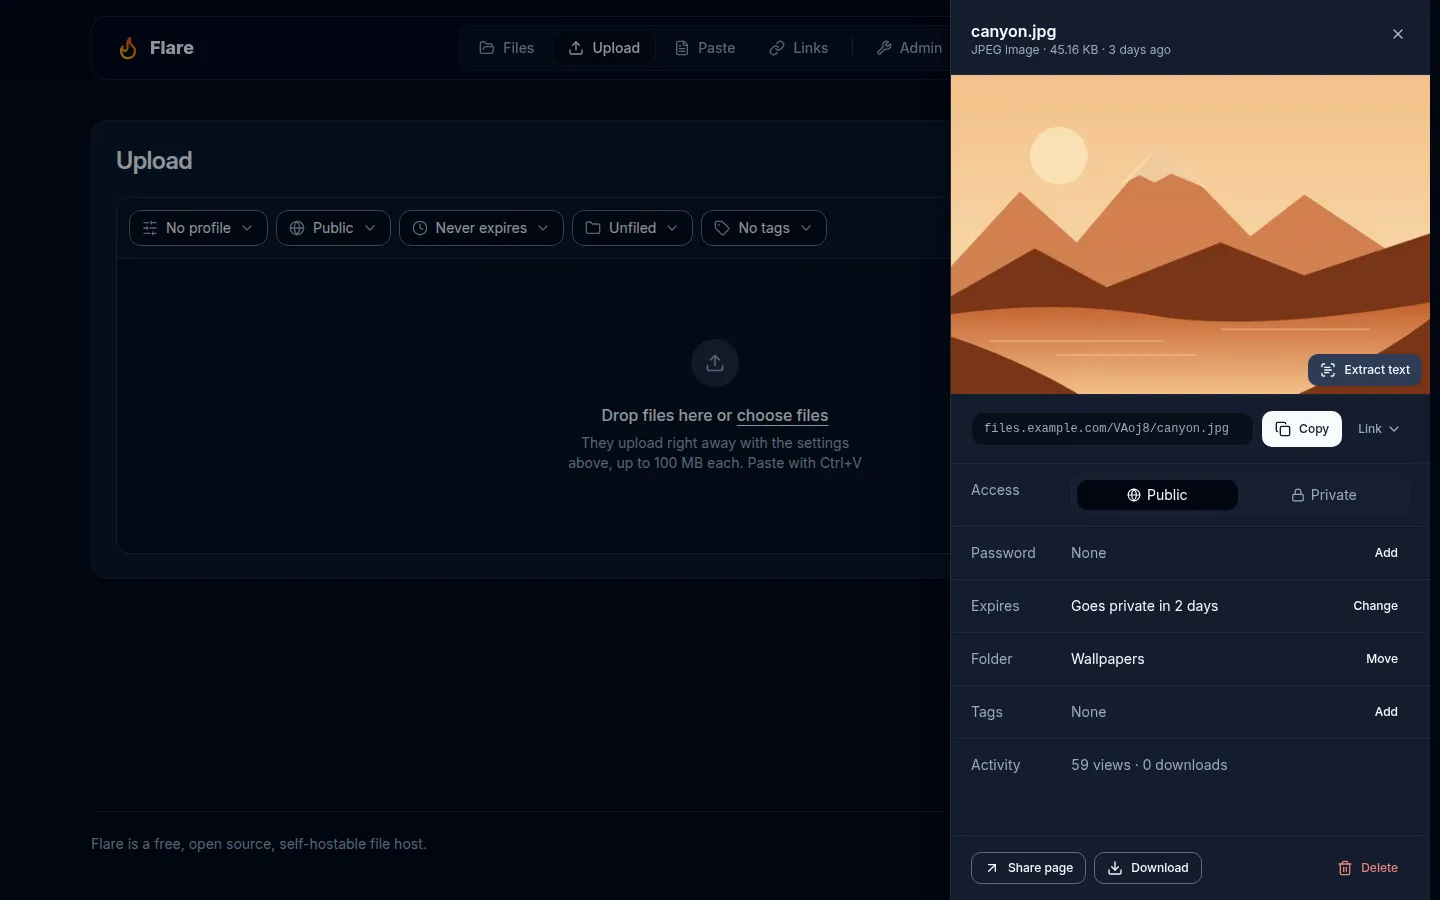 Flare
Files
Upload
Paste
Links
Admin
Upload
No profile
Public
Never expires
Unfiled
No tags
Drop files here or choose files
They upload right away with the settings
above, up to 100 MB each. Paste with Ctrl+V
Flare is a free, open source, self-hostable file host.
canyon.jpg
JPEG image · 45.16 KB · 3 days ago
Extract text
files.example.com/VAoj8/canyon.jpg
Copy
Link
Access
Public
Private
Password
None
Add
Expires
Goes private in 2 days
Change
Folder
Wallpapers
Move
Tags
None
Add
Activity
59 views · 0 downloads
Share page
Download
Delete